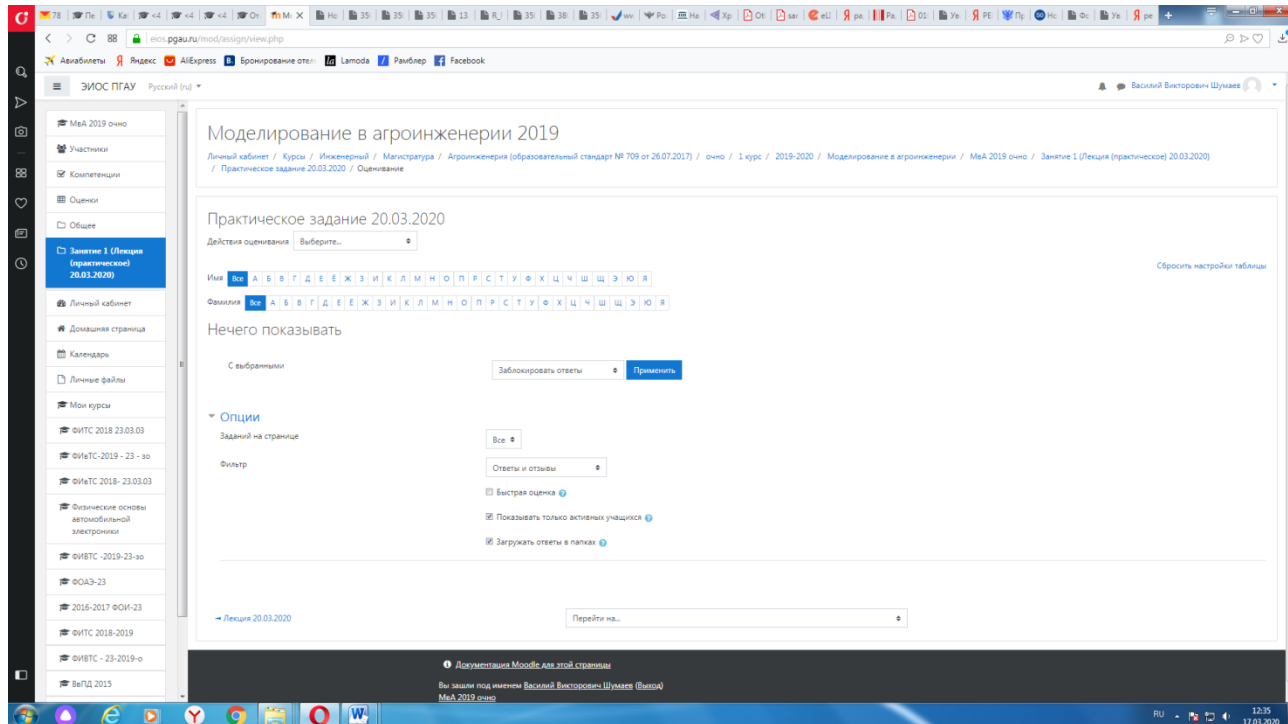 eios.pgau.ru/mod/assign/view.php
Авиабилеты Яндекс AliExpress Бронирование отел Lamoda Рамблер Facebook
ЭИОС ПГАУ Русский (ru)
Василий Викторович Шумаев
МвА 2019 очно
Участники
Компетенции
Оценки
Общее
Занятие 1 (Лекция
(практическое)
20.03.2020)
Личный кабинет
Домашняя страница
Календарь
Личные файлы
Мои курсы
ФИТС 2018 23.03.03
ФИвТС-2019 - 23 - зо
ФИвТС 2018- 23.03.03
Физические основы
автомобильной
электроники
ФИВТС -2019-23-зо
ФОАЭ-23
2016-2017 ФОИ-23
ФИТС 2018-2019
ФИВТС - 23-2019-о
ВеПД 2015
Моделирование в агроинженерии 2019
Личный кабинет / Курсы / Инженерный / Магистратура / Агроинженерия (образовательный стандарт № 709 от 26.07.2017) / очно / 1 курс / 2019-2020 / Моделирование в агроинженерии / МвА 2019 очно / Занятие 1 (Лекция (практическое) 20.03.2020)
/ Практическое задание 20.03.2020 / Оценивание
Практическое задание 20.03.2020
Действия оценивания Выберите...
Сбросить настройки таблицы
Имя Все А Б В Г Д Е Ё Ж З И К Л М Н О П Р С Т У Ф Х Ц Ч Ш Щ Э Ю Я
Фамилия Все А Б В Г Д Е Ё Ж З И К Л М Н О П Р С Т У Ф Х Ц Ч Ш Щ Э Ю Я
Нечего показывать
С выбранными Заблокировать ответы Применить
Опции
Заданий на странице Все
Фильтр Ответы и отзывы
Быстрая оценка
Показывать только активных учащихся
Загружать ответы в папках
Лекция 20.03.2020 Перейти на...
Документация Moodle для этой страницы
Вы зашли под именем Василий Викторович Шумаев (Выход)
МвА 2019 очно
RU 12:35
17.03.2020